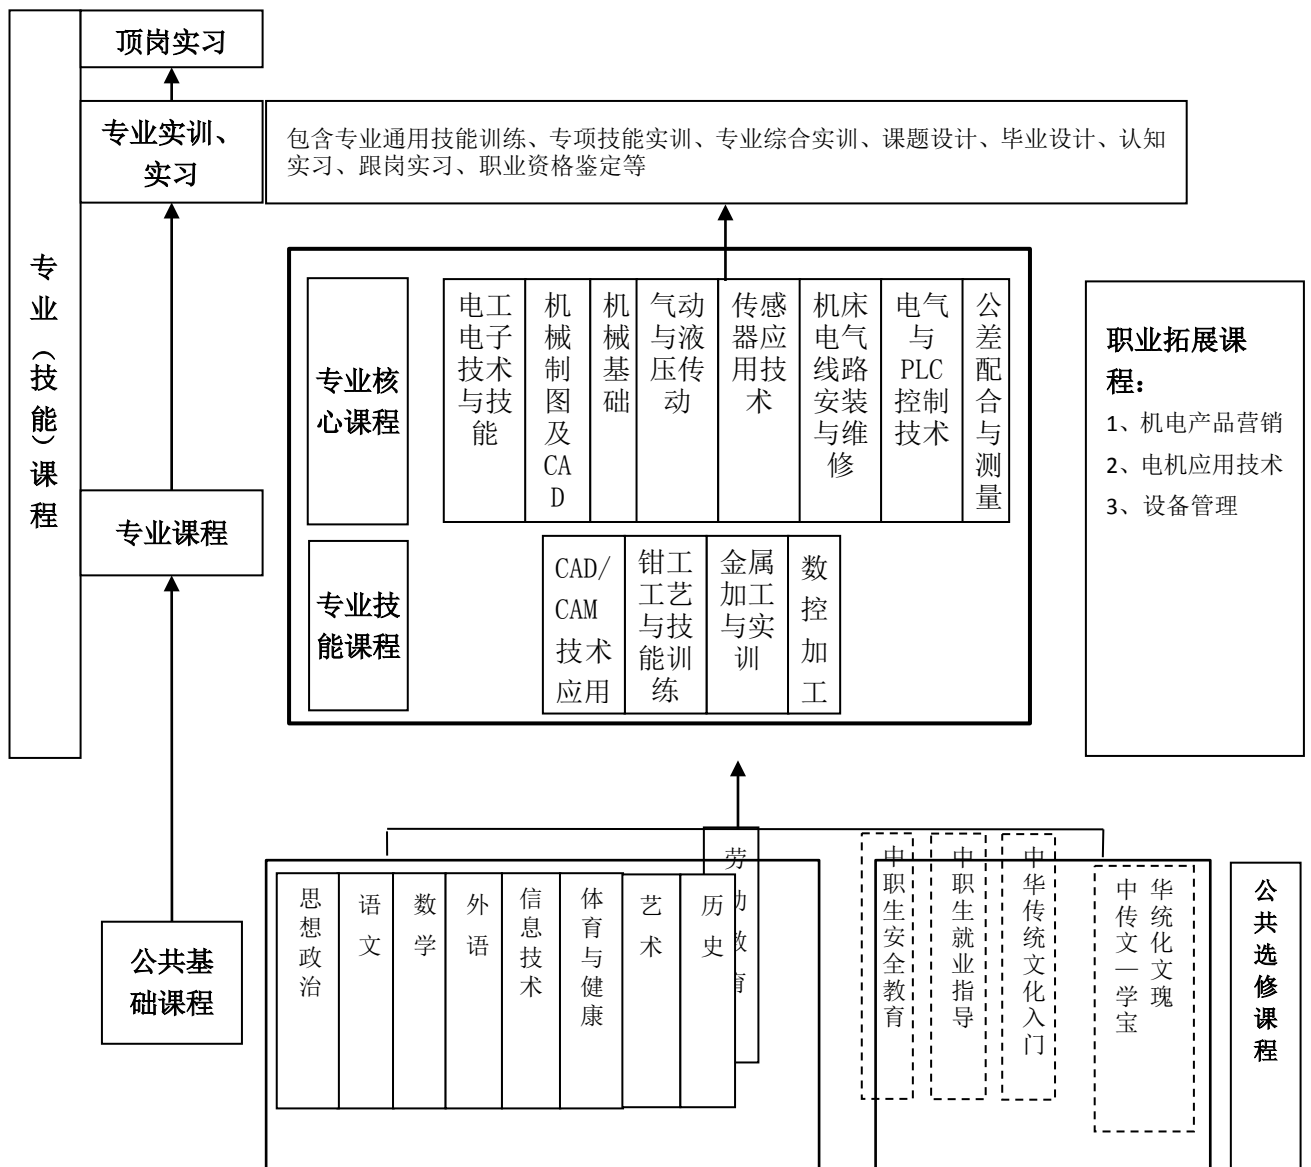 顶岗实习
专业实训、
实习
包含专业通用技能训练、专项技能实训、专业综合实训、课题设计、毕业设计、认知
实习、跟岗实习、职业资格鉴定等
专业（技能）课程
专业核
心课程
电工
电子
技术
与技
能
机
械
制
图
及
CA
D
机
械
基
础
气动
与液
压传
动
传感
器应
用技
术
机床
电气
线路
安装
与维
修
电气
与
PLC
控制
技术
公
差
配
合
与
测
量
职业拓展课
程：
1、机电产品营销
2、电机应用技术
3、设备管理
专业课程
专业技
能课程
CAD/
CAM
技术
应用
钳工
工艺
与技
能训
练
金属
加工
与实
训
数
控
加
工
公共基
础课程
思想政治
语文
数学
外语
信息技术
体育与健康
艺术
历史
劳动教育
中职生安全教育
中职生就业指导
中华传统文化入门
中华
传统
文化
—文
学瑰
宝
公共选修课程